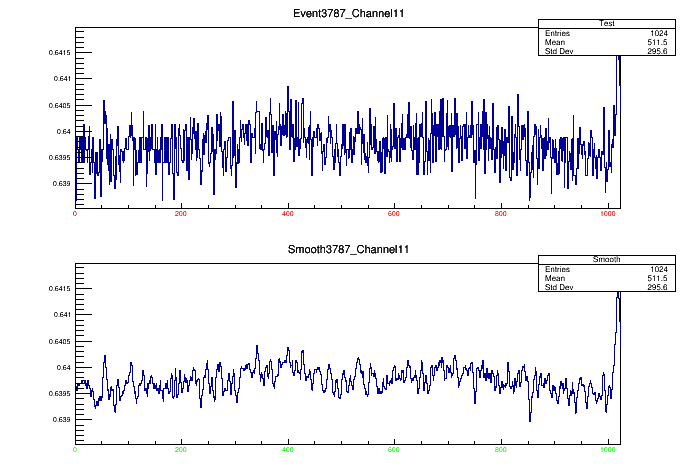 Event3787_Channel11
Test
Entries 1024
Mean 511.5
Std Dev 295.6
0.6415
0.641
0.6405
0.64
0.6395
0.639
0 200 400 600 800 1000
Smooth3787_Channel11
Smooth
Entries 1024
Mean 511.5
Std Dev 295.6
0.6415
0.641
0.6405
0.64
0.6395
0.639
0 200 400 600 800 1000